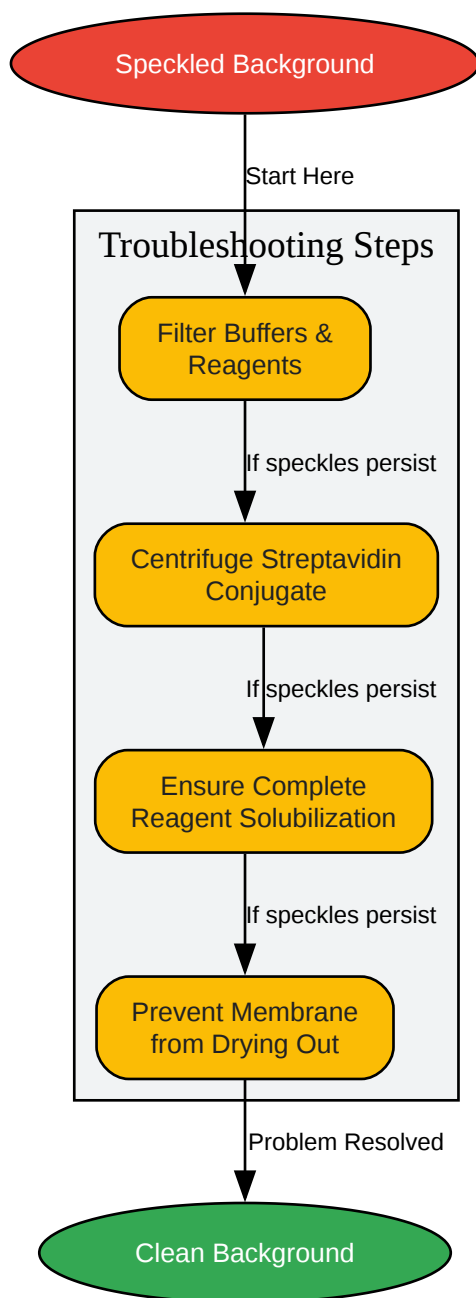 Speckled Background
Start Here
Troubleshooting Steps
Filter Buffers &
Reagents
If speckles persist
Centrifuge Streptavidin
Conjugate
If speckles persist
Ensure Complete
Reagent Solubilization
If speckles persist
Prevent Membrane
from Drying Out
Problem Resolved
Clean Background